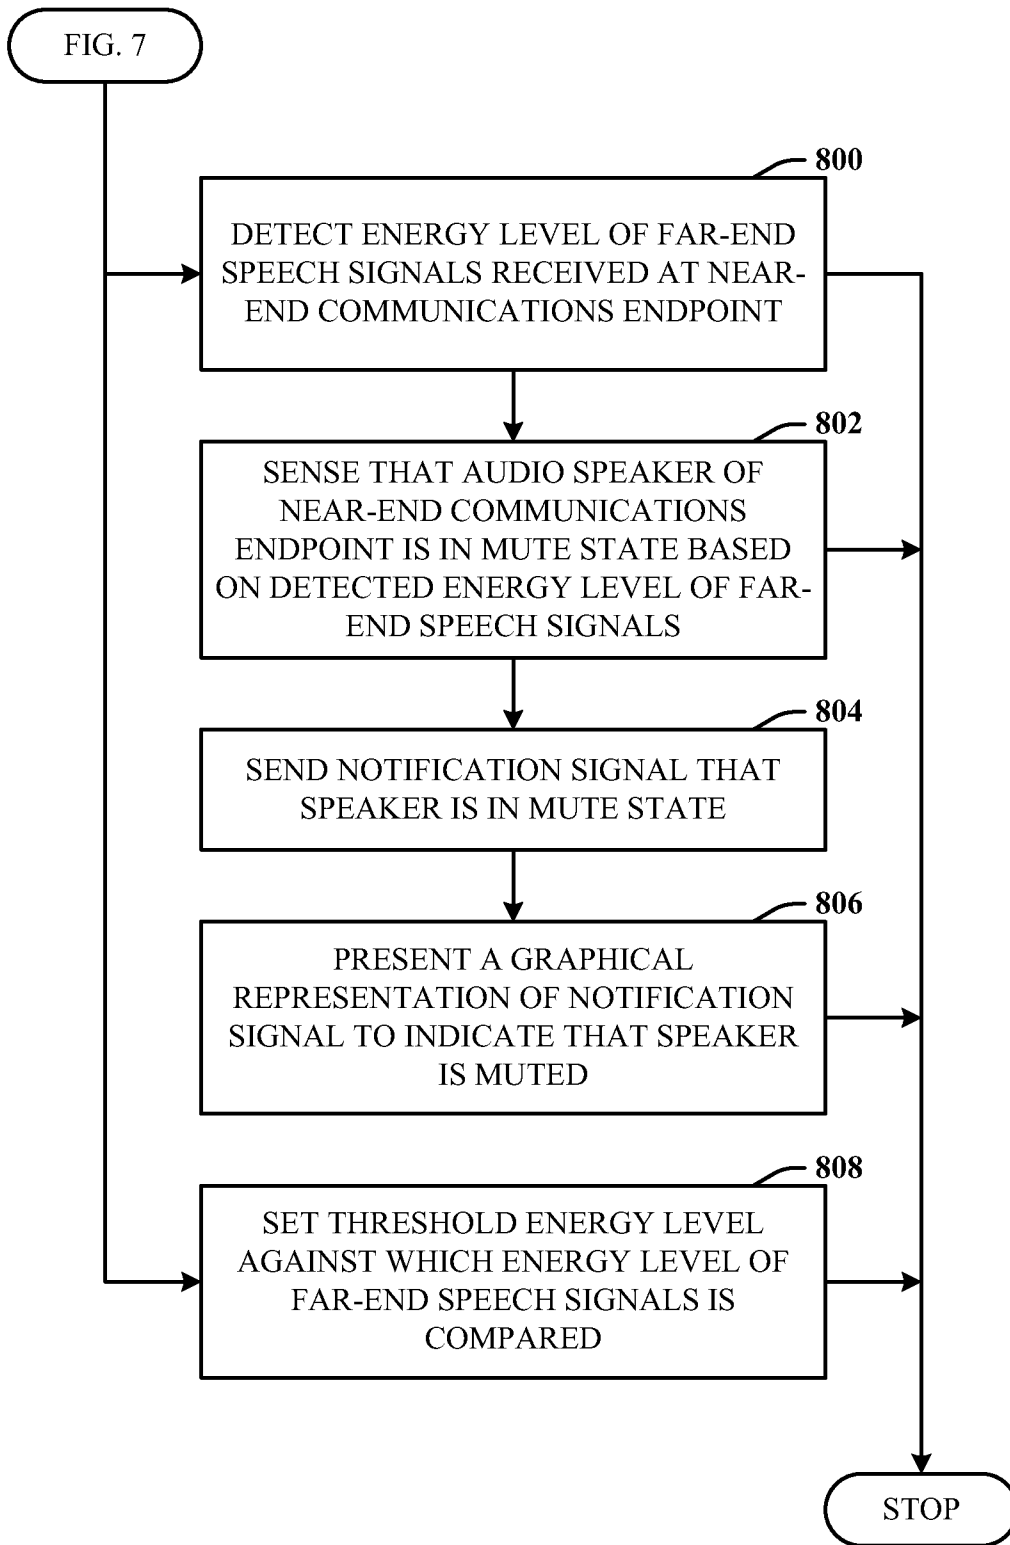 FIG. 7
800
DETECT ENERGY LEVEL OF FAR-END
SPEECH SIGNALS RECEIVED AT NEAR-
END COMMUNICATIONS ENDPOINT
802
SENSE THAT AUDIO SPEAKER OF
NEAR-END COMMUNICATIONS
ENDPOINT IS IN MUTE STATE BASED
ON DETECTED ENERGY LEVEL OF FAR-
END SPEECH SIGNALS
804
SEND NOTIFICATION SIGNAL THAT
SPEAKER IS IN MUTE STATE
806
PRESENT A GRAPHICAL
REPRESENTATION OF NOTIFICATION
SIGNAL TO INDICATE THAT SPEAKER
IS MUTED
808
SET THRESHOLD ENERGY LEVEL
AGAINST WHICH ENERGY LEVEL OF
FAR-END SPEECH SIGNALS IS
COMPARED
STOP